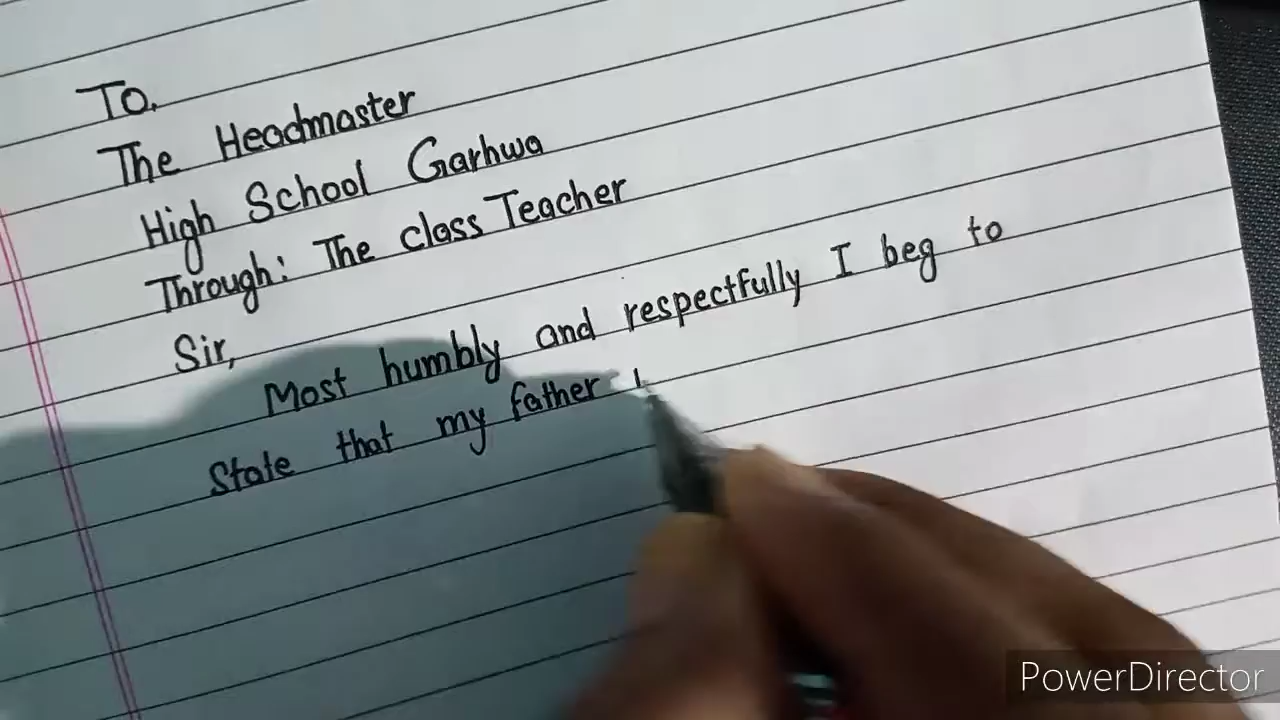 To,
The Headmaster
High School Garhwa
Through: The class Teacher
Sir,
Most humbly and respectfully I beg to
State that my father
PowerDirector